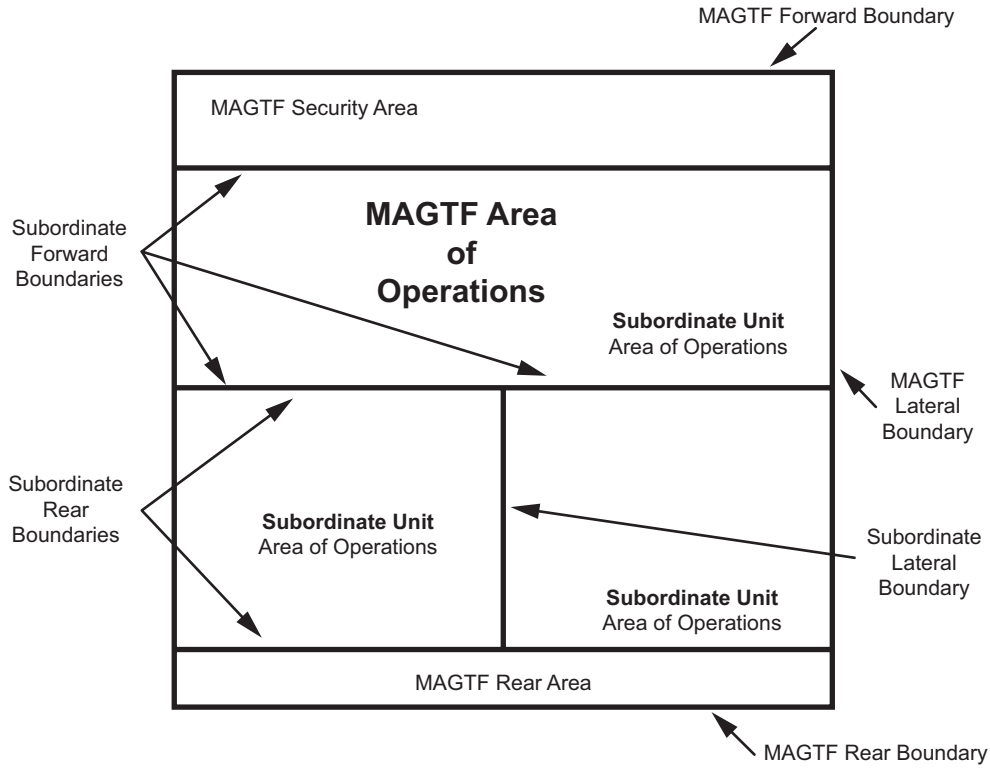 MAGTF Forward Boundary
MAGTF Security Area
MAGTF Area
of
Operations
Subordinate
Forward
Boundaries
Subordinate Unit
Area of Operations
MAGTF
Lateral
Boundary
Subordinate
Rear
Boundaries
Subordinate Unit
Area of Operations
Subordinate
Lateral
Boundary
Subordinate Unit
Area of Operations
MAGTF Rear Area
MAGTF Rear Boundary